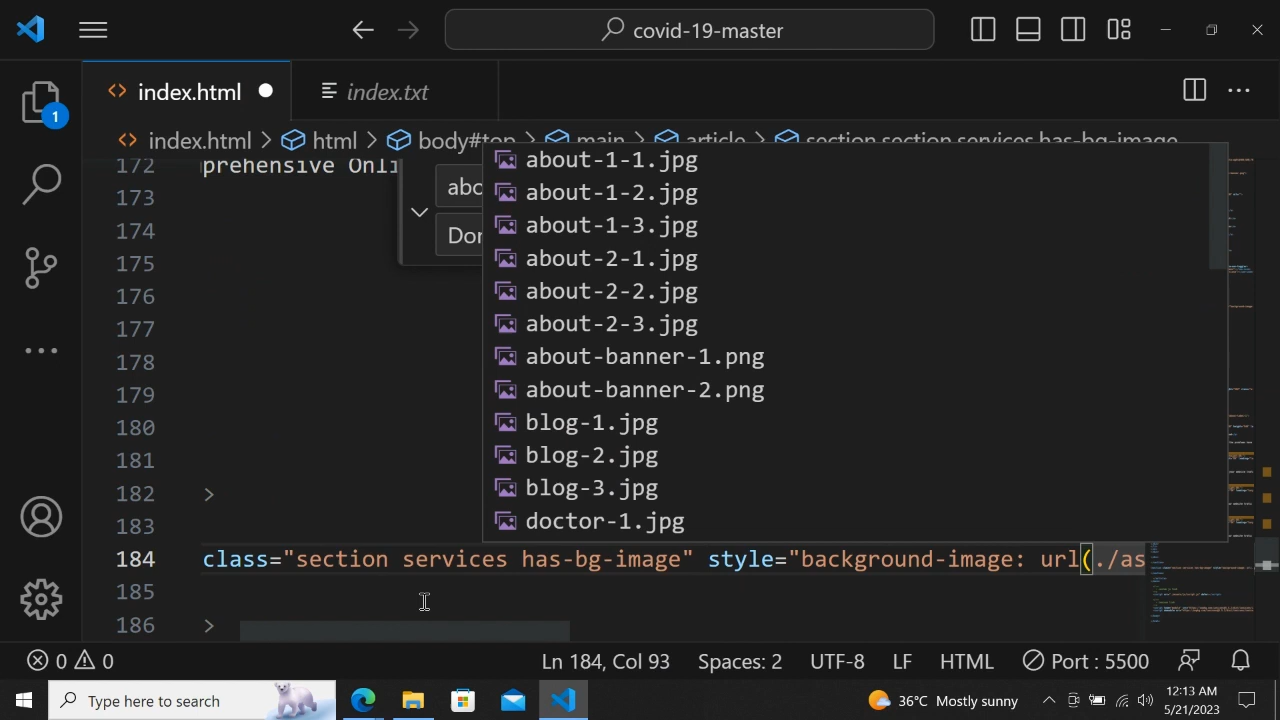 covid-19-master
index.html
index.txt
index.html > html > body#top > main > article > section.section.services.has-bg-image
172 prehensive Onli
173
174
175
176
177
178
179
180
181
182 >
183
184 class="section services has-bg-image" style="background-image: url(./as
185
186 >
abo
Dor
about-1-1.jpg
about-1-2.jpg
about-1-3.jpg
about-2-1.jpg
about-2-2.jpg
about-2-3.jpg
about-banner-1.png
about-banner-2.png
blog-1.jpg
blog-2.jpg
blog-3.jpg
doctor-1.jpg
1
0 0 Ln 184, Col 93 Spaces: 2 UTF-8 LF HTML Port : 5500
Type here to search
36°C Mostly sunny
12:13 AM
5/21/2023